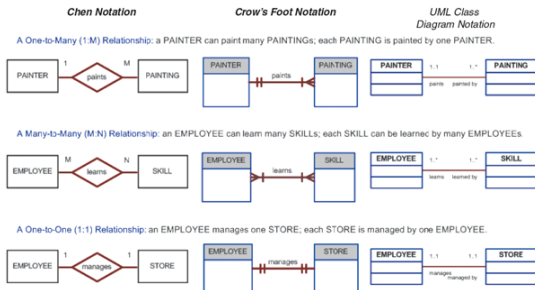 Chen Notation Crow's Foot Notation UML Class
Diagram Notation
A One-to-Many (1:M) Relationship: a PAINTER can paint many PAINTINGs; each PAINTING is painted by one PAINTER.
PAINTER 1 paints M PAINTING
PAINTER paints PAINTING
PAINTER 1..1 1..* PAINTING
paints painted by
A Many-to-Many (M:N) Relationship: an EMPLOYEE can learn many SKILLs; each SKILL can be learned by many EMPLOYEEs.
EMPLOYEE M learns N SKILL
EMPLOYEE learns SKILL
EMPLOYEE 1..* 1..* SKILL
learns learned by
A One-to-One (1:1) Relationship: an EMPLOYEE manages one STORE; each STORE is managed by one EMPLOYEE.
EMPLOYEE 1 manages 1 STORE
EMPLOYEE manages STORE
EMPLOYEE 1..1 1..1 STORE
manages
managed by